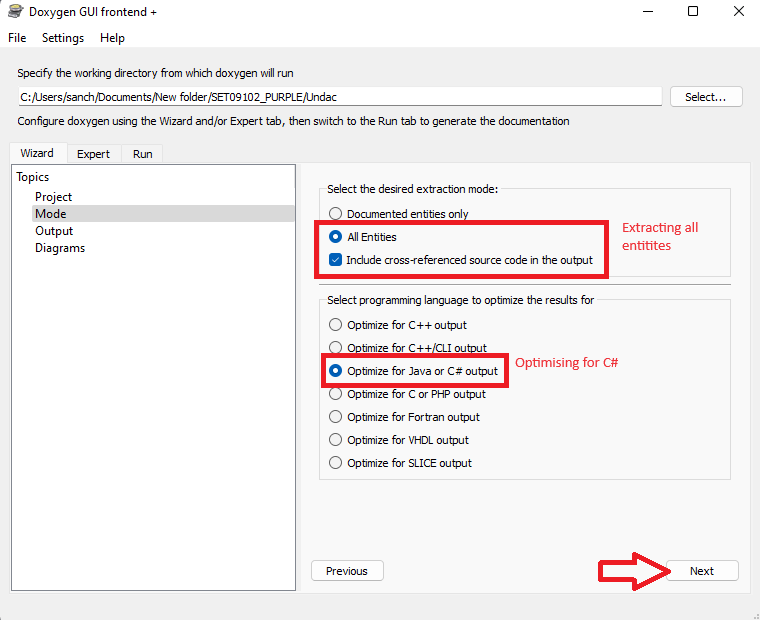 Doxygen GUI frontend +
File Settings Help
Specify the working directory from which doxygen will run
C:/Users/sanch/Documents/New folder/SET09102_PURPLE/Undac
Select...
Configure doxygen using the Wizard and/or Expert tab, then switch to the Run tab to generate the documentation
Wizard Expert Run
Topics
Project
Mode
Output
Diagrams
Select the desired extraction mode:
Documented entities only
All Entities
Include cross-referenced source code in the output
Extracting all
entitites
Select programming language to optimize the results for
Optimize for C++ output
Optimize for C++/CLI output
Optimize for Java or C# output
Optimising for C#
Optimize for C or PHP output
Optimize for Fortran output
Optimize for VHDL output
Optimize for SLICE output
Previous
Next